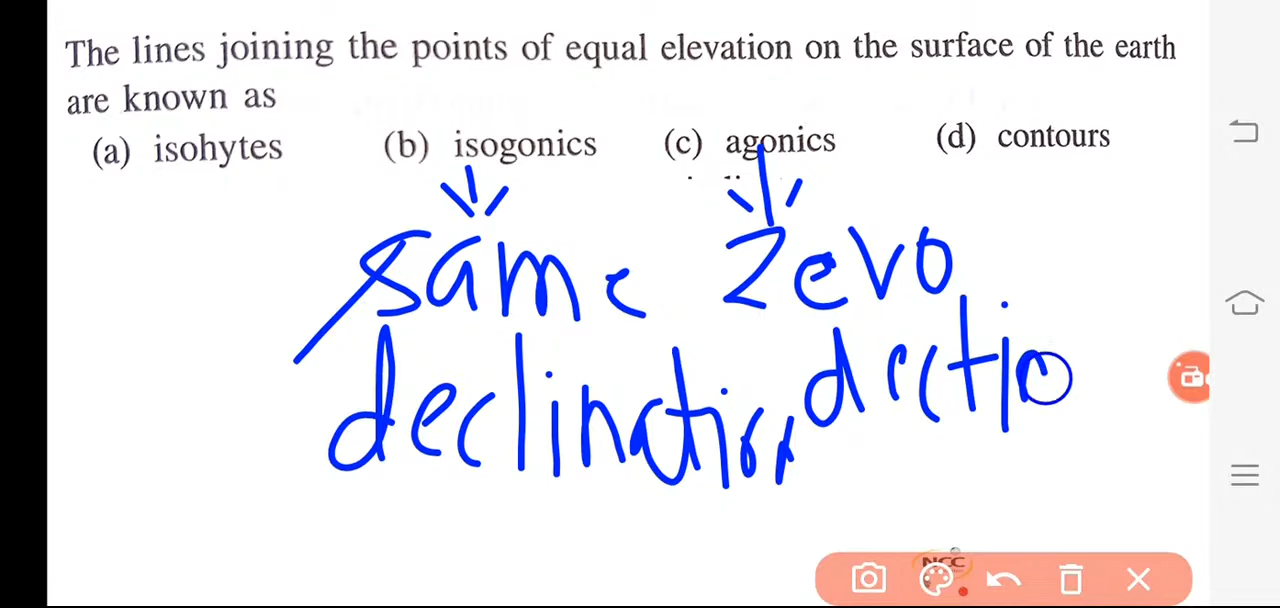 The lines joining the points of equal elevation on the surface of the earth
are known as
(a) isohytes (b) isogonics (c) agonics (d) contours
same zero
declination
NCC